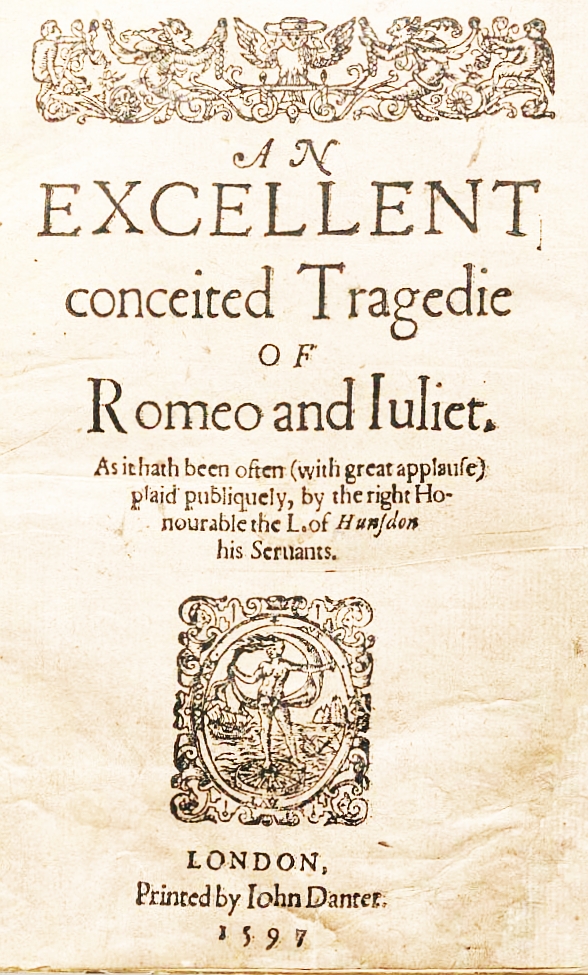 AN
EXCELLENT
conceited Tragedie
OF
Romeo and Iuliet.
As it hath been often (with great applause)
plaid publiquely, by the right Ho-
nourable the L. of Hunsdon
his Seruants.
LONDON,
Printed by Iohn Danter.
1597